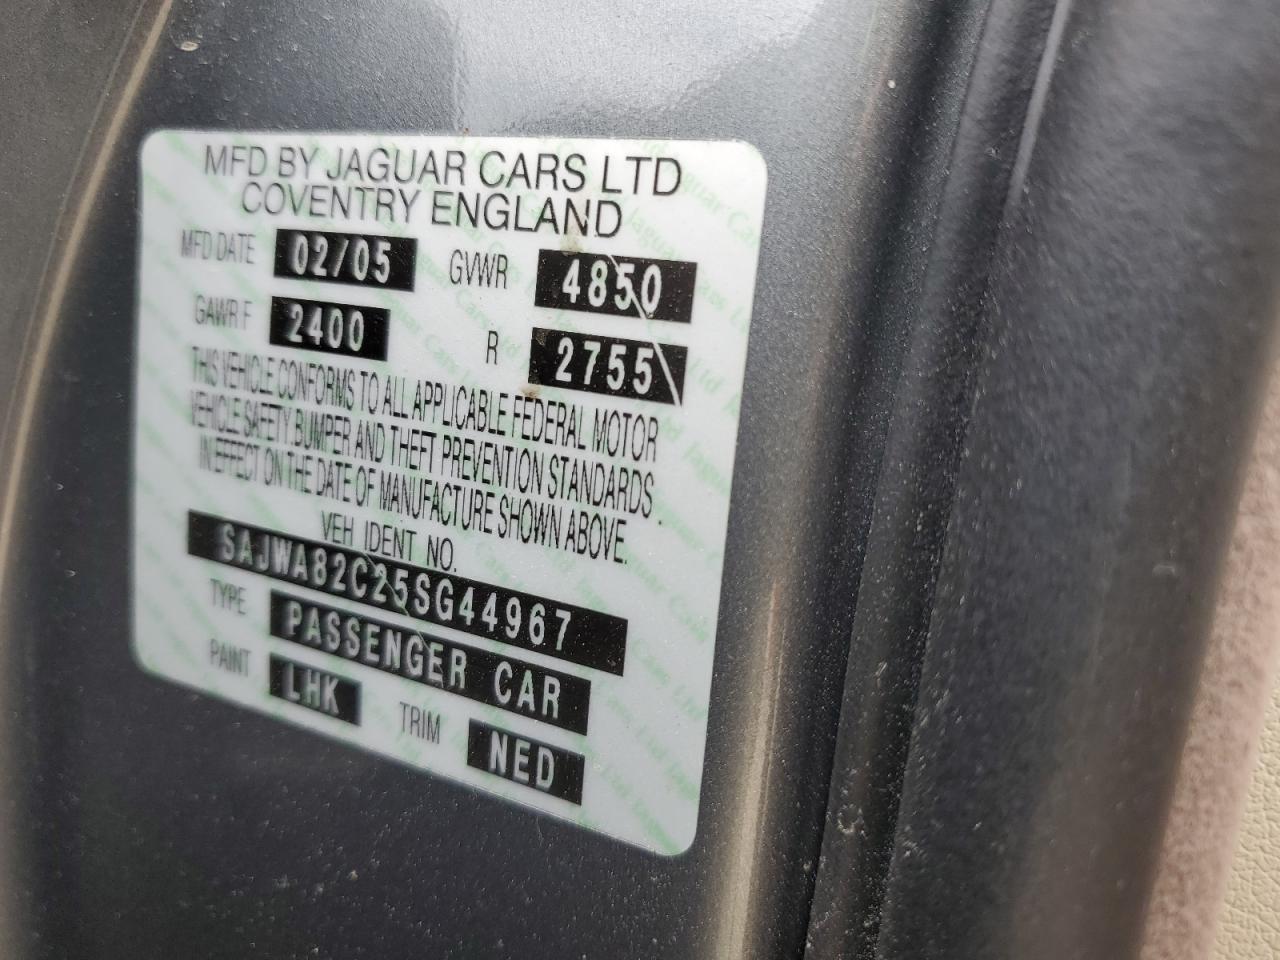 MFD BY JAGUAR CARS LTD
COVENTRY ENGLAND
MFD DATE 02/05 GVWR 4850
GAWR F 2400 R 2755
THIS VEHICLE CONFORMS TO ALL APPLICABLE FEDERAL MOTOR
VEHICLE SAFETY, BUMPER AND THEFT PREVENTION STANDARDS
IN EFFECT ON THE DATE OF MANUFACTURE SHOWN ABOVE.
VEH IDENT NO.
SAJWA82C25SG44967
TYPE PASSENGER CAR
PAINT LHK TRIM NED